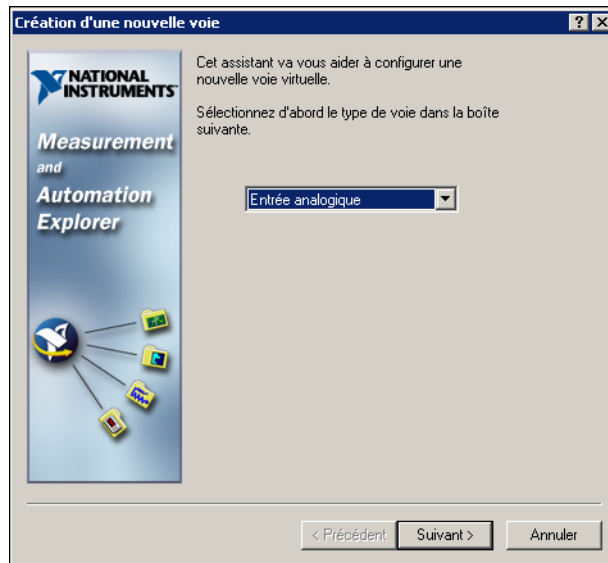 Création d'une nouvelle voie
NATIONAL
INSTRUMENTS
Measurement
and
Automation
Explorer
Cet assistant va vous aider à configurer une
nouvelle voie virtuelle.
Sélectionnez d'abord le type de voie dans la boîte
suivante.
Entrée analogique
< Précédent
Suivant >
Annuler